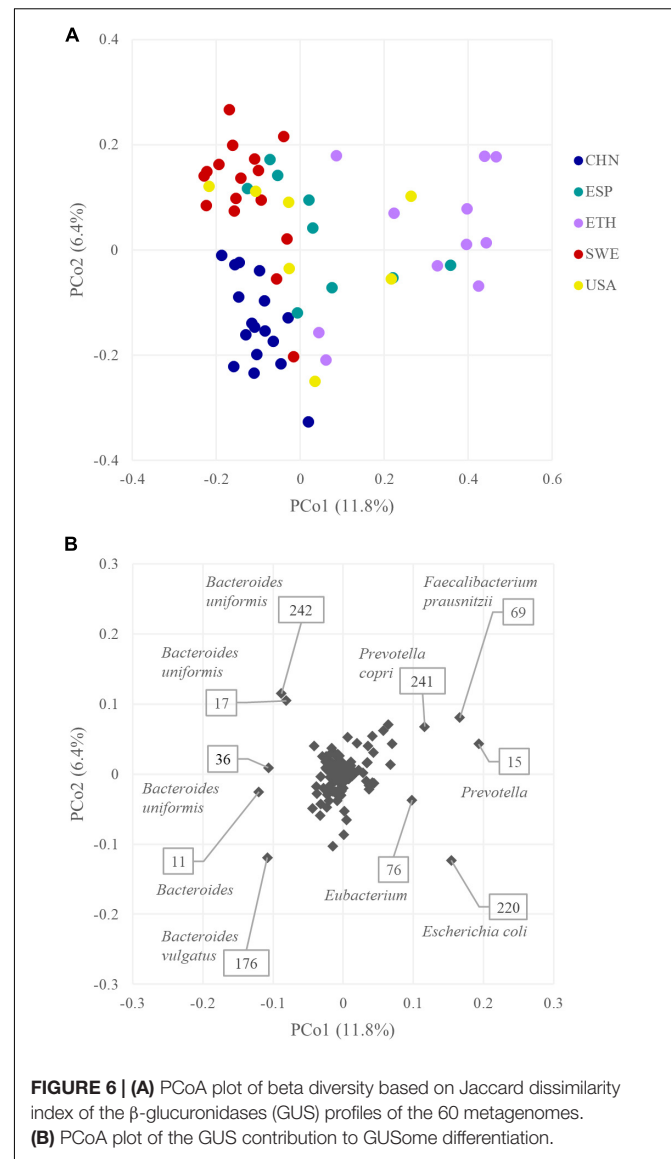 A
0.4
0.2
0
-0.2
-0.4
PCo2 (6.4%)
-0.4
-0.2
0
0.2
0.4
0.6
PCo1 (11.8%)
CHN
ESP
ETH
SWE
USA
B
0.3
0.2
0.1
0
-0.1
-0.2
-0.3
PCo2 (6.4%)
Bacteroides
uniformis
242
Bacteroides
uniformis
17
36
Bacteroides
uniformis
11
Bacteroides
Bacteroides
vulgatus
176
Faecalibacterium
prausnitzii
69
Prevotella
copri
241
15
Prevotella
76
Eubacterium
220
Escherichia coli
-0.3
-0.2
-0.1
0
0.1
0.2
0.3
PCo1 (11.8%)
FIGURE 6 | (A) PCoA plot of beta diversity based on Jaccard dissimilarity
index of the β-glucuronidases (GUS) profiles of the 60 metagenomes.
(B) PCoA plot of the GUS contribution to GUSome differentiation.